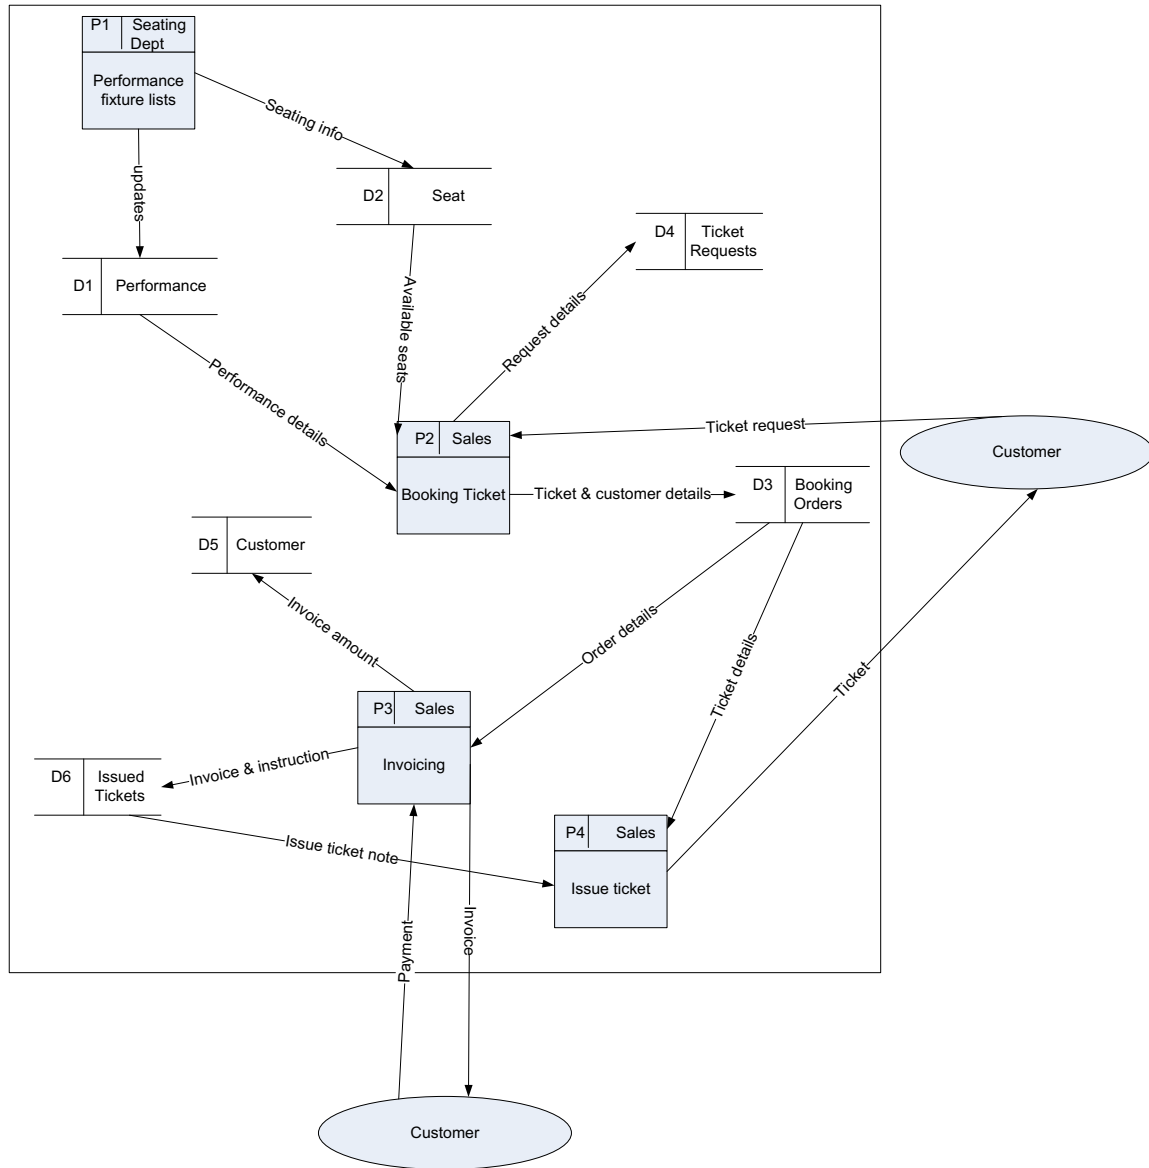 P1 Seating
Dept
Performance
fixture lists
Seating info
updates
D2 Seat
D4 Ticket
Requests
D1 Performance
Available seats
Request details
Performance details
P2 Sales
Ticket request
Customer
Booking Ticket
Ticket & customer details
D3 Booking
Orders
D5 Customer
Invoice amount
Order details
Ticket details
Ticket
P3 Sales
Invoicing
Invoice & instruction
D6 Issued
Tickets
Issue ticket note
P4 Sales
Issue ticket
Payment
Invoice
Customer